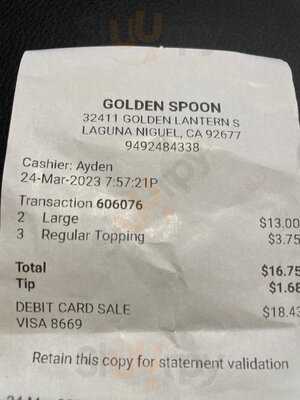 GOLDEN SPOON
32411 GOLDEN LANTERN S
LAGUNA NIGUEL, CA 92677
9492484338
Cashier: Ayden
24-Mar-2023 7:57:21P
Transaction 606076
2 Large $13.00
3 Regular Topping $3.75
Total $16.75
Tip $1.68
DEBIT CARD SALE $18.43
VISA 8669
Retain this copy for statement validation